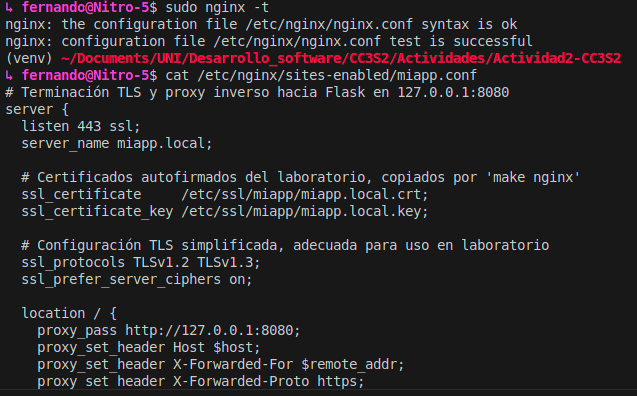 ↳ fernando@Nitro-5$ sudo nginx -t
nginx: the configuration file /etc/nginx/nginx.conf syntax is ok
nginx: configuration file /etc/nginx/nginx.conf test is successful
(venv) ~/Documents/UNI/Desarrollo_software/CC3S2/Actividades/Actividad2-CC3S2
↳ fernando@Nitro-5$ cat /etc/nginx/sites-enabled/miapp.conf
# Terminación TLS y proxy inverso hacia Flask en 127.0.0.1:8080
server {
  listen 443 ssl;
  server_name miapp.local;

  # Certificados autofirmados del laboratorio, copiados por 'make nginx'
  ssl_certificate     /etc/ssl/miapp/miapp.local.crt;
  ssl_certificate_key /etc/ssl/miapp/miapp.local.key;

  # Configuración TLS simplificada, adecuada para uso en laboratorio
  ssl_protocols TLSv1.2 TLSv1.3;
  ssl_prefer_server_ciphers on;

  location / {
    proxy_pass http://127.0.0.1:8080;
    proxy_set_header Host $host;
    proxy_set_header X-Forwarded-For $remote_addr;
    proxy_set_header X-Forwarded-Proto https;